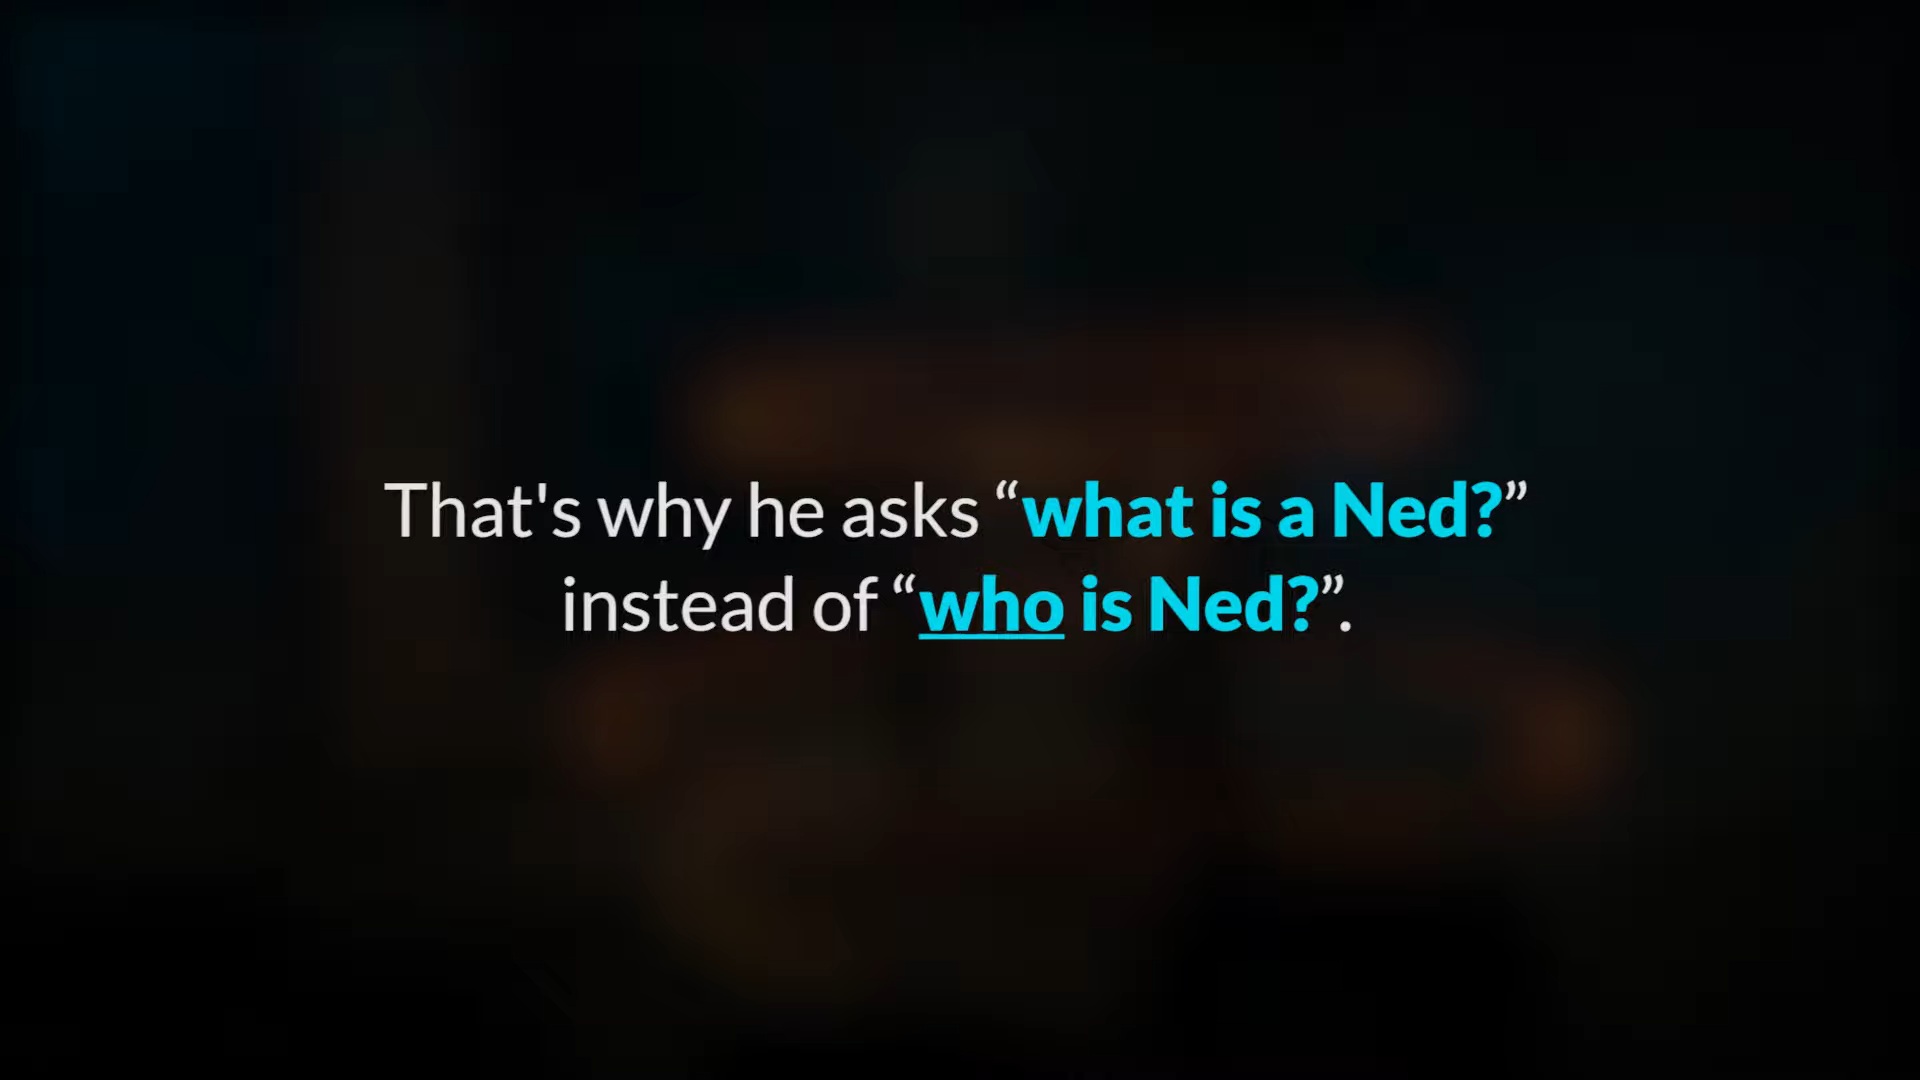 That's why he asks “what is a Ned?”
instead of “who is Ned?”.